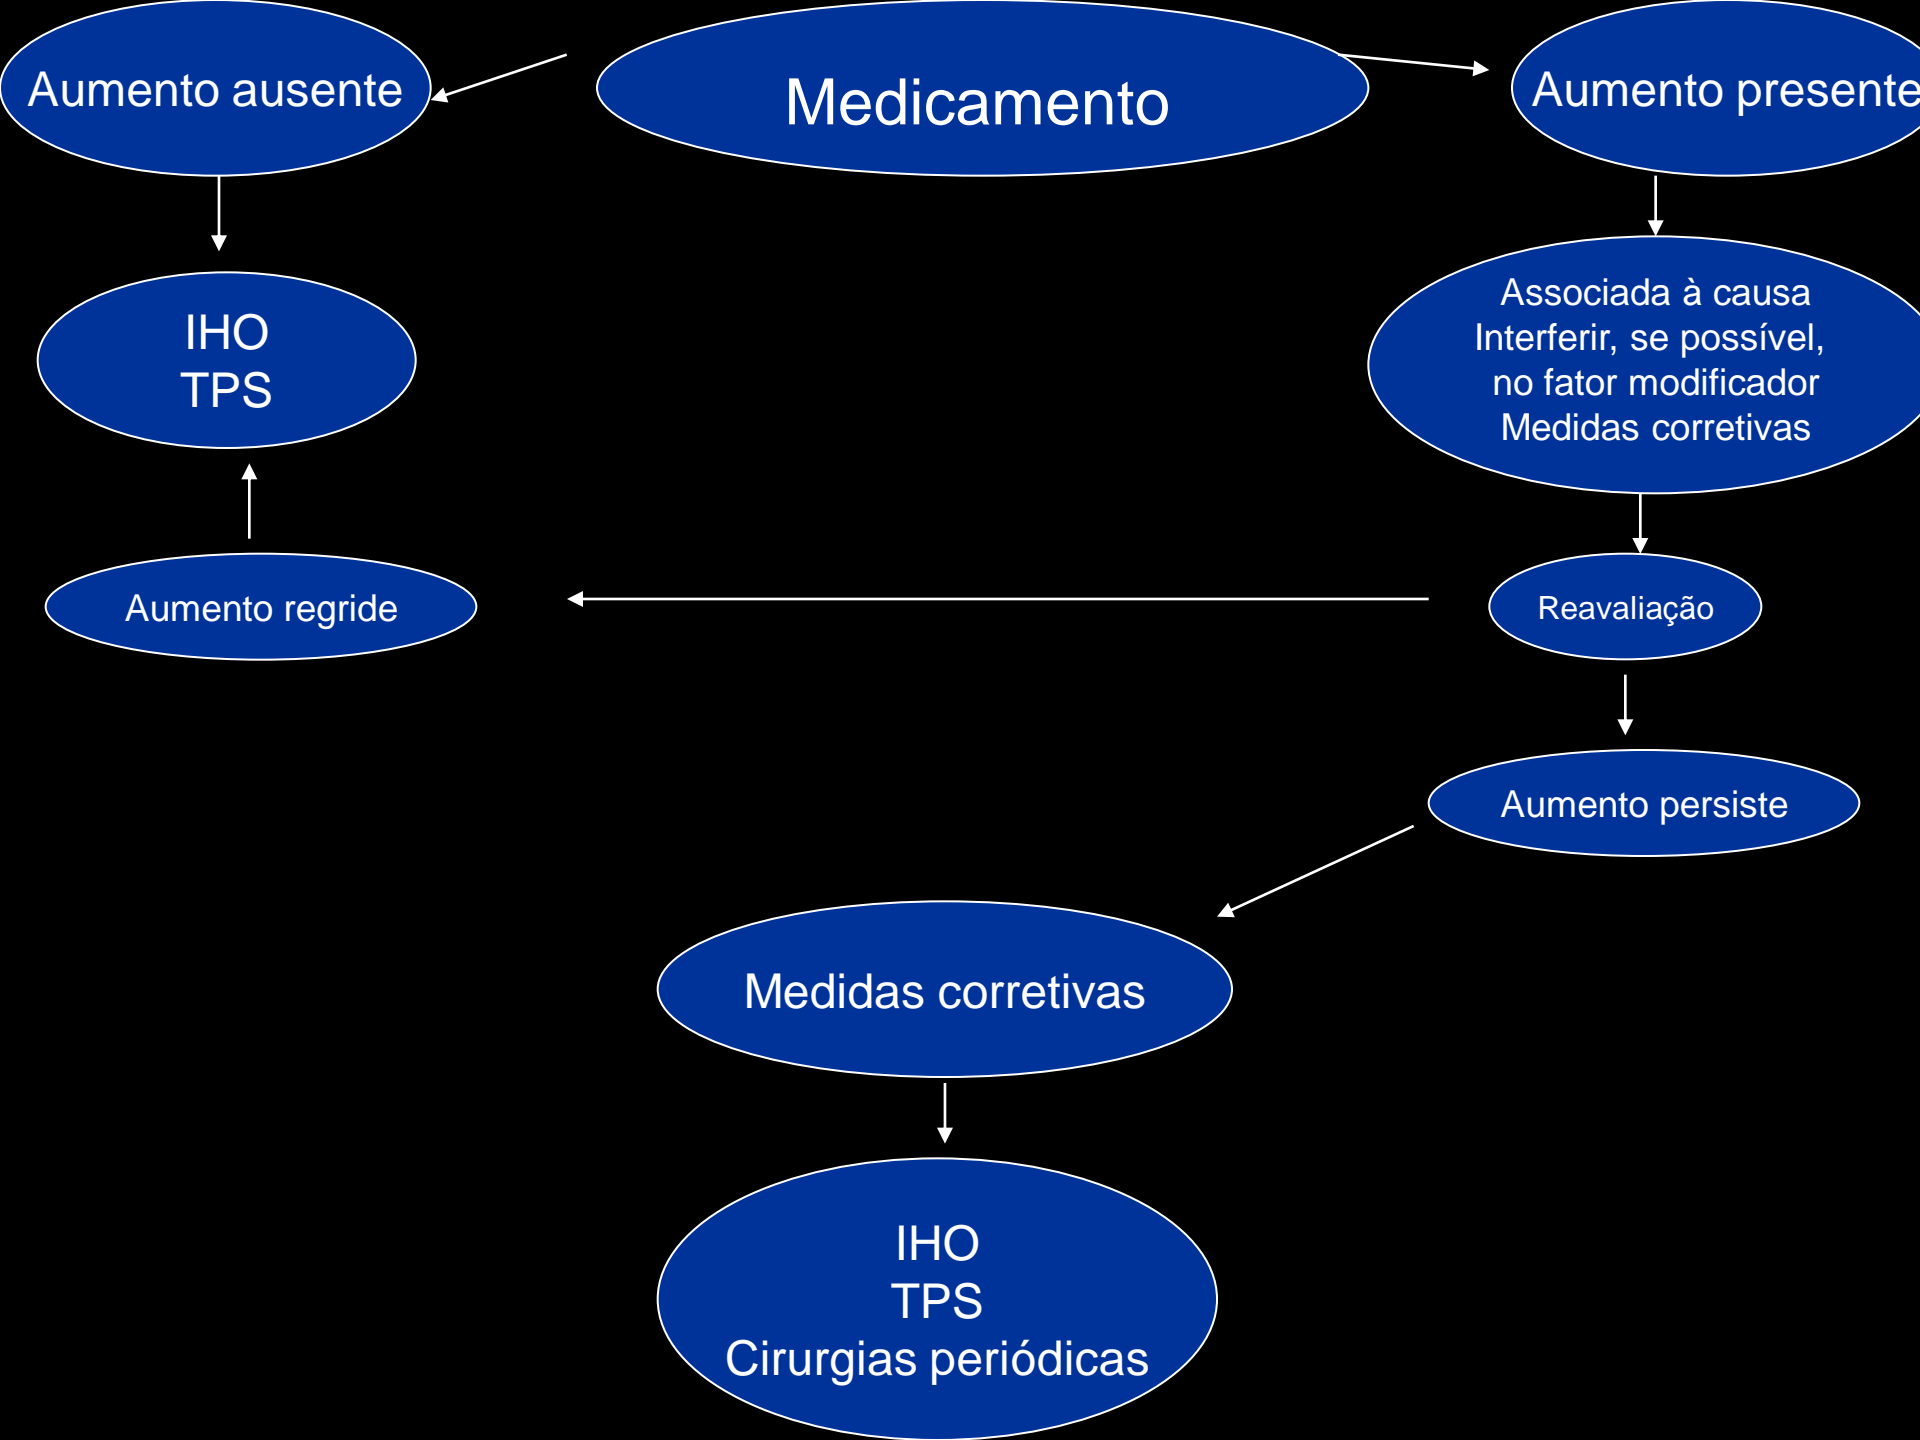 Aumento ausente
Medicamento
Aumento presente
IHO
TPS
Associada à causa
Interferir, se possível,
no fator modificador
Medidas corretivas
Aumento regride
Reavaliação
Aumento persiste
Medidas corretivas
IHO
TPS
Cirurgias periódicas